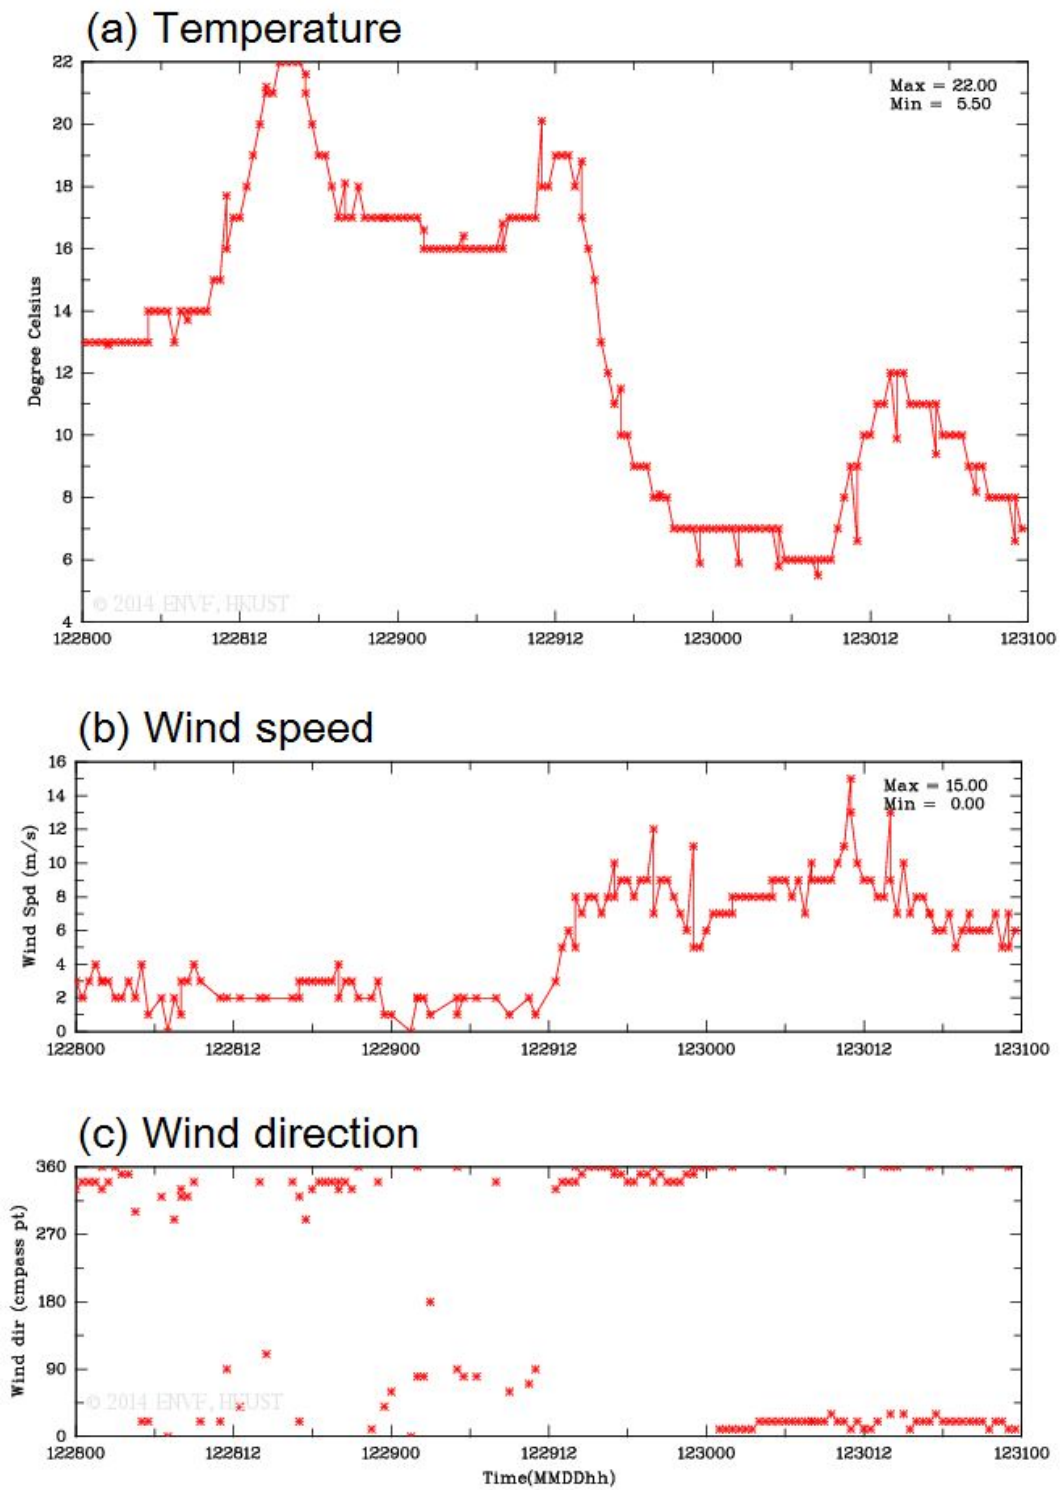 (a) Temperature
22
20
18
16
14
12
10
8
6
4
Degree Celsius
Max = 22.00
Min = 5.50
© 2014 ENVF, HKUST
122800 122812 122900 122912 123000 123012 123100
(b) Wind speed
16
14
12
10
8
6
4
2
0
Wind Spd (m/s)
Max = 15.00
Min = 0.00
122800 122812 122900 122912 123000 123012 123100
(c) Wind direction
360
270
180
90
0
Wind dir (cmpass pt)
© 2014 ENVF, HKUST
122800 122812 122900 122912 123000 123012 123100
Time(MMDDhh)